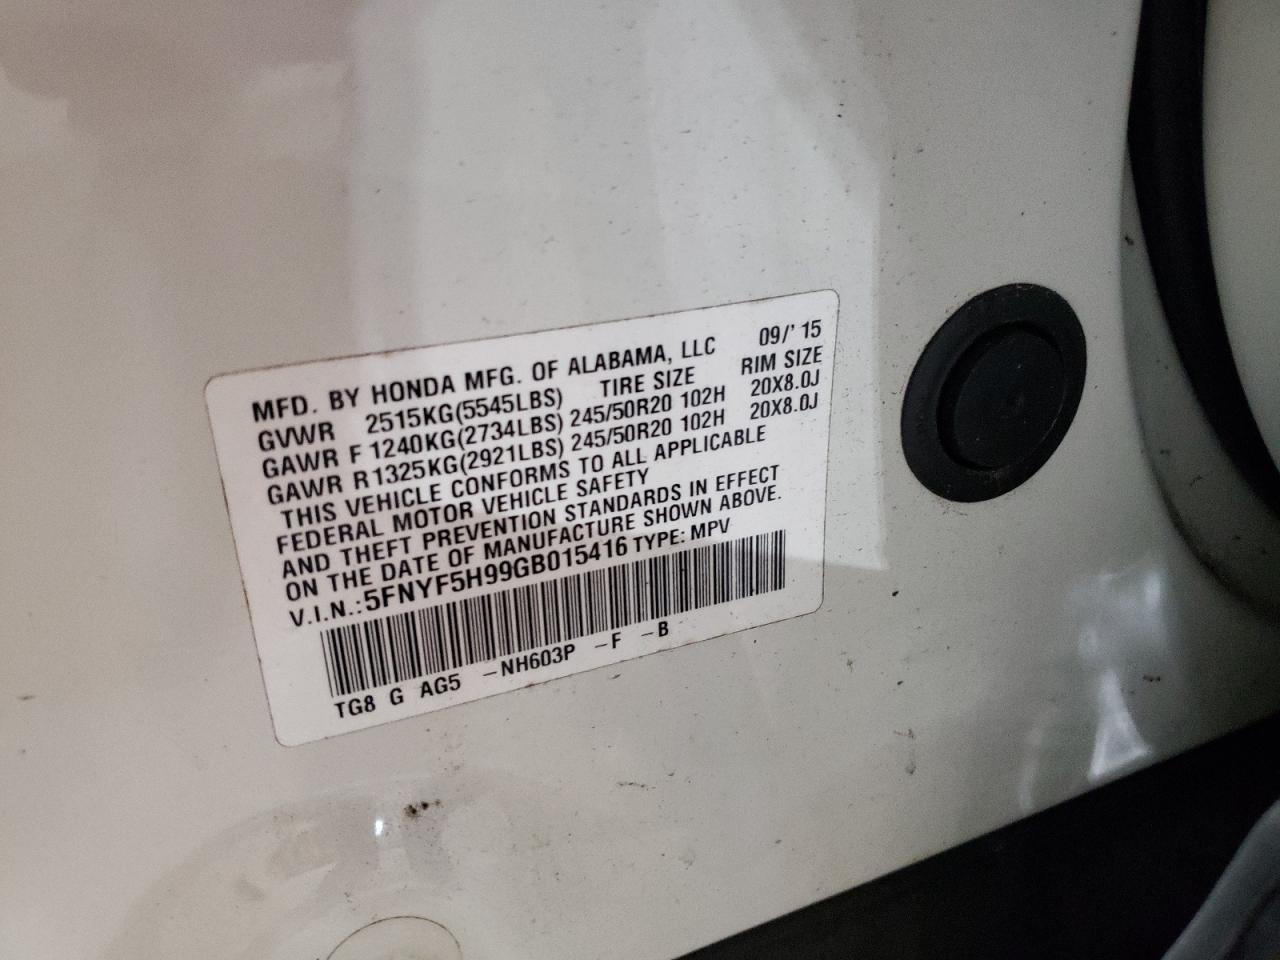 MFD. BY HONDA MFG. OF ALABAMA, LLC 09/'15
GVWR 2515KG(5545LBS) TIRE SIZE RIM SIZE
GAWR F 1240KG(2734LBS) 245/50R20 102H 20X8.0J
GAWR R1325KG(2921LBS) 245/50R20 102H 20X8.0J
THIS VEHICLE CONFORMS TO ALL APPLICABLE
FEDERAL MOTOR VEHICLE SAFETY
AND THEFT PREVENTION STANDARDS IN EFFECT
ON THE DATE OF MANUFACTURE SHOWN ABOVE.
V.I.N.:5FNYF5H99GB015416 TYPE: MPV
TG8 G AG5 -NH603P -F -B